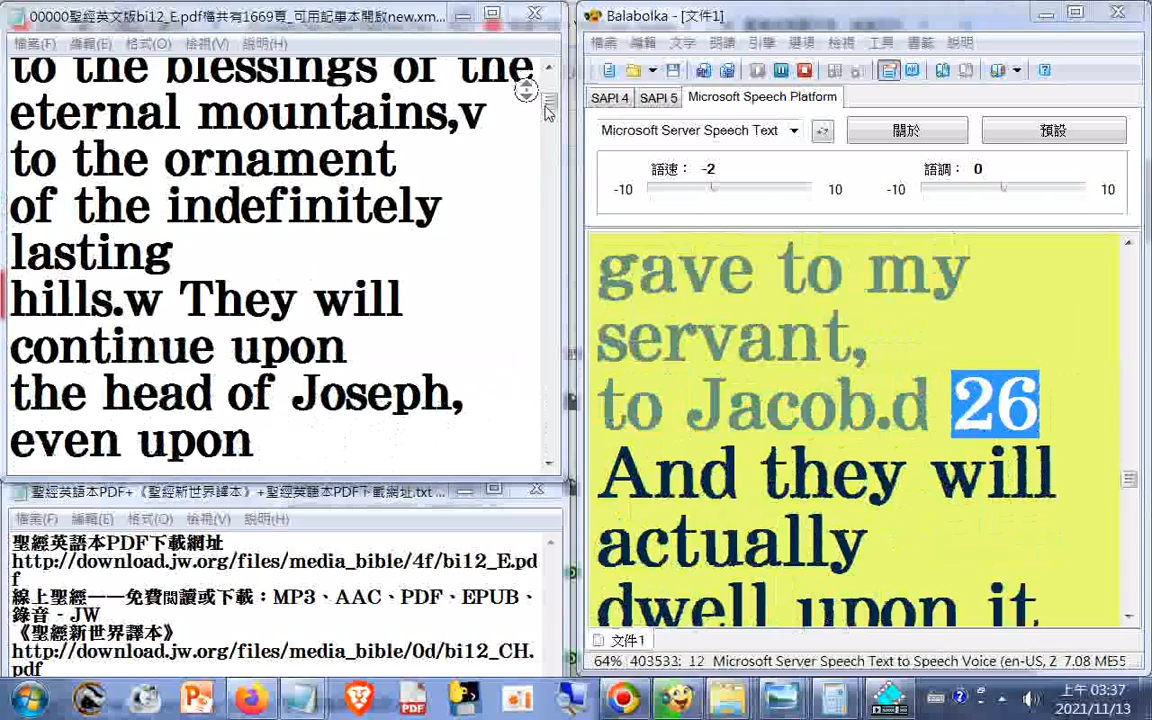 00000聖經英文版bi12_E.pdf檔共有1669頁_可用記事本開啟new.xm...
檔案(F) 編輯(E) 格式(O) 檢視(V) 說明(H)
to the blessings of the
eternal mountains,v
to the ornament
of the indefinitely
lasting
hills.w They will
continue upon
the head of Joseph,
even upon
聖經英語本PDF+《聖經新世界譯本》+聖經英語本PDF下載網址.txt ...
檔案(F) 編輯(E) 格式(O) 檢視(V) 說明(H)
聖經英語本PDF下載網址
http://download.jw.org/files/media_bible/4f/bi12_E.pd
f
線上聖經——免費閱讀或下載：MP3、AAC、PDF、EPUB、
錄音 - JW
《聖經新世界譯本》
http://download.jw.org/files/media_bible/0d/bi12_CH.
pdf
Balabolka - [文件1]
檔案 編輯 文字 朗讀 引擎 選項 檢視 工具 書籤 說明
SAPI 4 SAPI 5 Microsoft Speech Platform
Microsoft Server Speech Text 關於 預設
語速： -2 語調： 0
-10 10 -10 10
gave to my
servant,
to Jacob.d 26
And they will
actually
dwell upon it
文件1
64% 403533: 12 Microsoft Server Speech Text to Speech Voice (en-US, Z 7.08 MB
上午 03:37
2021/11/13